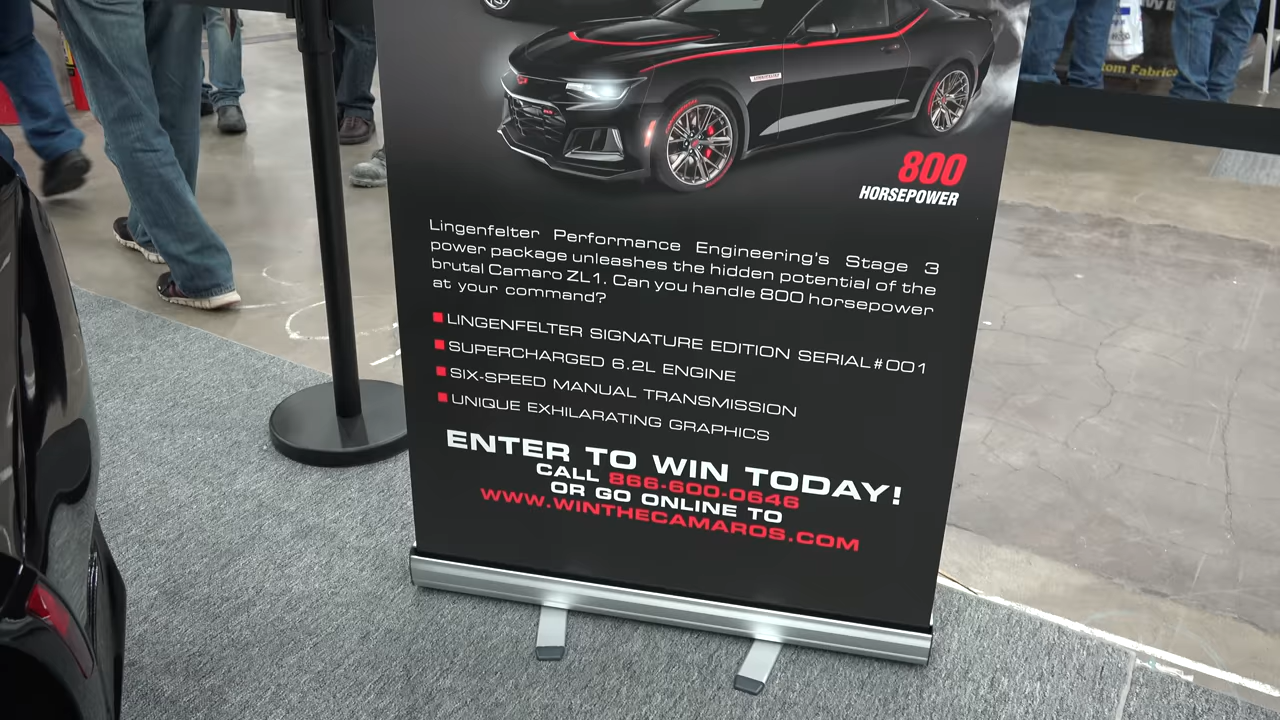 800
HORSEPOWER
Lingenfelter Performance Engineering's Stage 3
power package unleashes the hidden potential of the
brutal Camaro ZL1. Can you handle 800 horsepower
at your command?
LINGENFELTER SIGNATURE EDITION SERIAL#001
SUPERCHARGED 6.2L ENGINE
SIX-SPEED MANUAL TRANSMISSION
UNIQUE EXHILARATING GRAPHICS
ENTER TO WIN TODAY!
CALL 866-600-0646
OR GO ONLINE TO
WWW.WINTHECAMAROS.COM